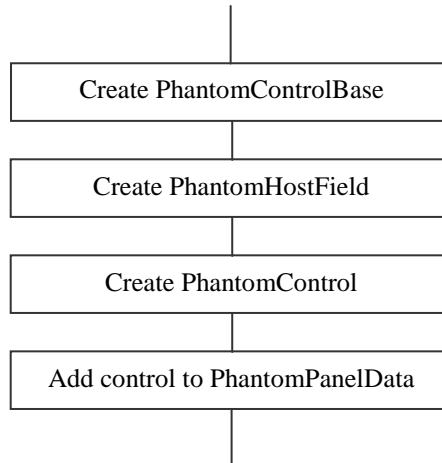 Create PhantomControlBase
Create PhantomHostField
Create PhantomControl
Add control to PhantomPanelData